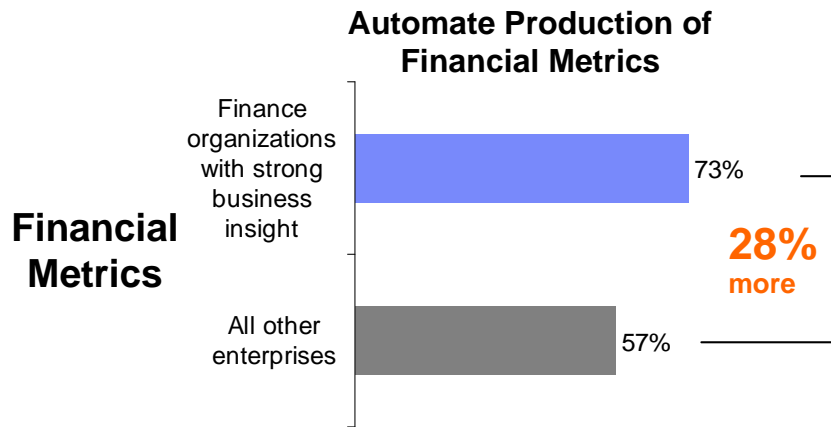 Automate Production of
Financial Metrics
Finance
organizations
with strong
business
insight
73%
Financial
Metrics
28%
more
All other
enterprises
57%